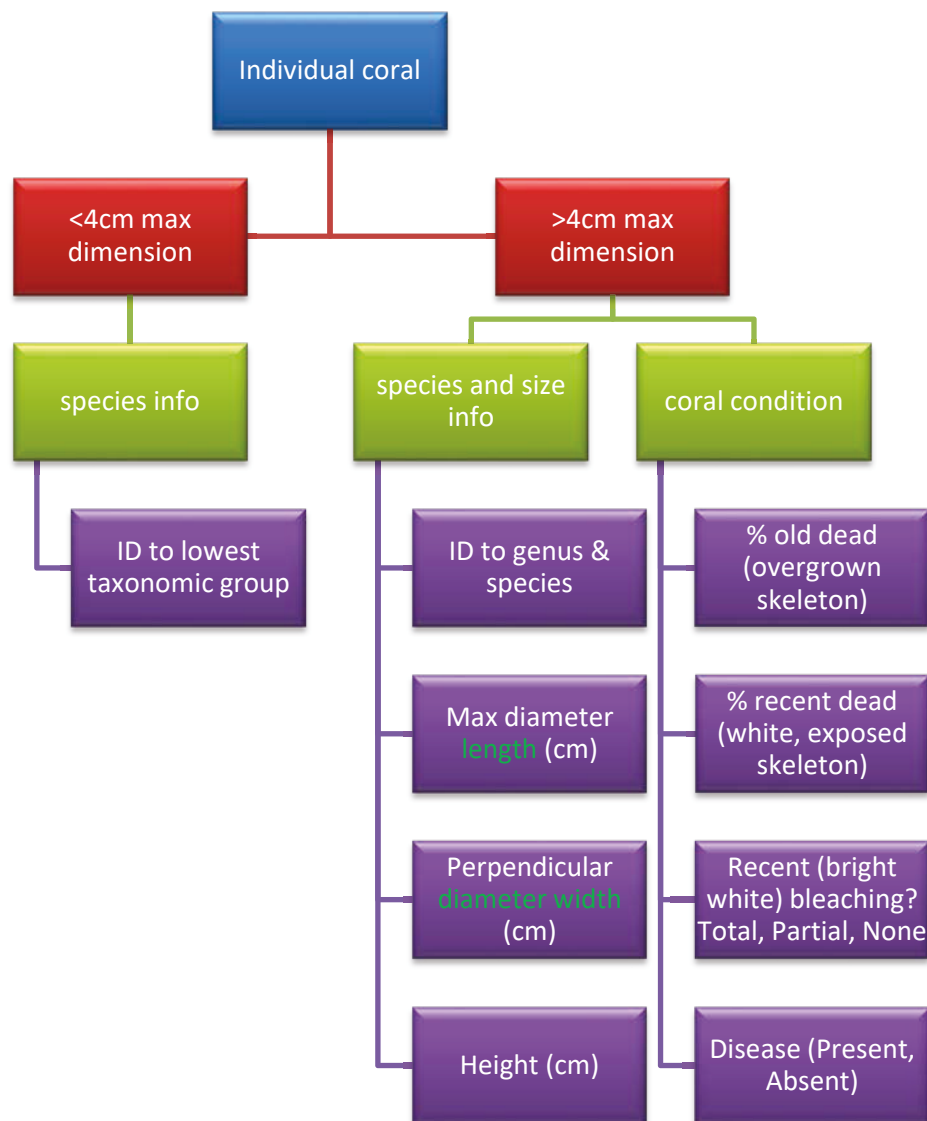 Individual coral
<4cm max
dimension
>4cm max
dimension
species info
species and size
info
coral condition
ID to lowest
taxonomic group
ID to genus &
species
% old dead
(overgrown
skeleton)
Max diameter
length (cm)
% recent dead
(white, exposed
skeleton)
Perpendicular
diameter width
(cm)
Recent (bright
white) bleaching?
Total, Partial, None
Height (cm)
Disease (Present,
Absent)